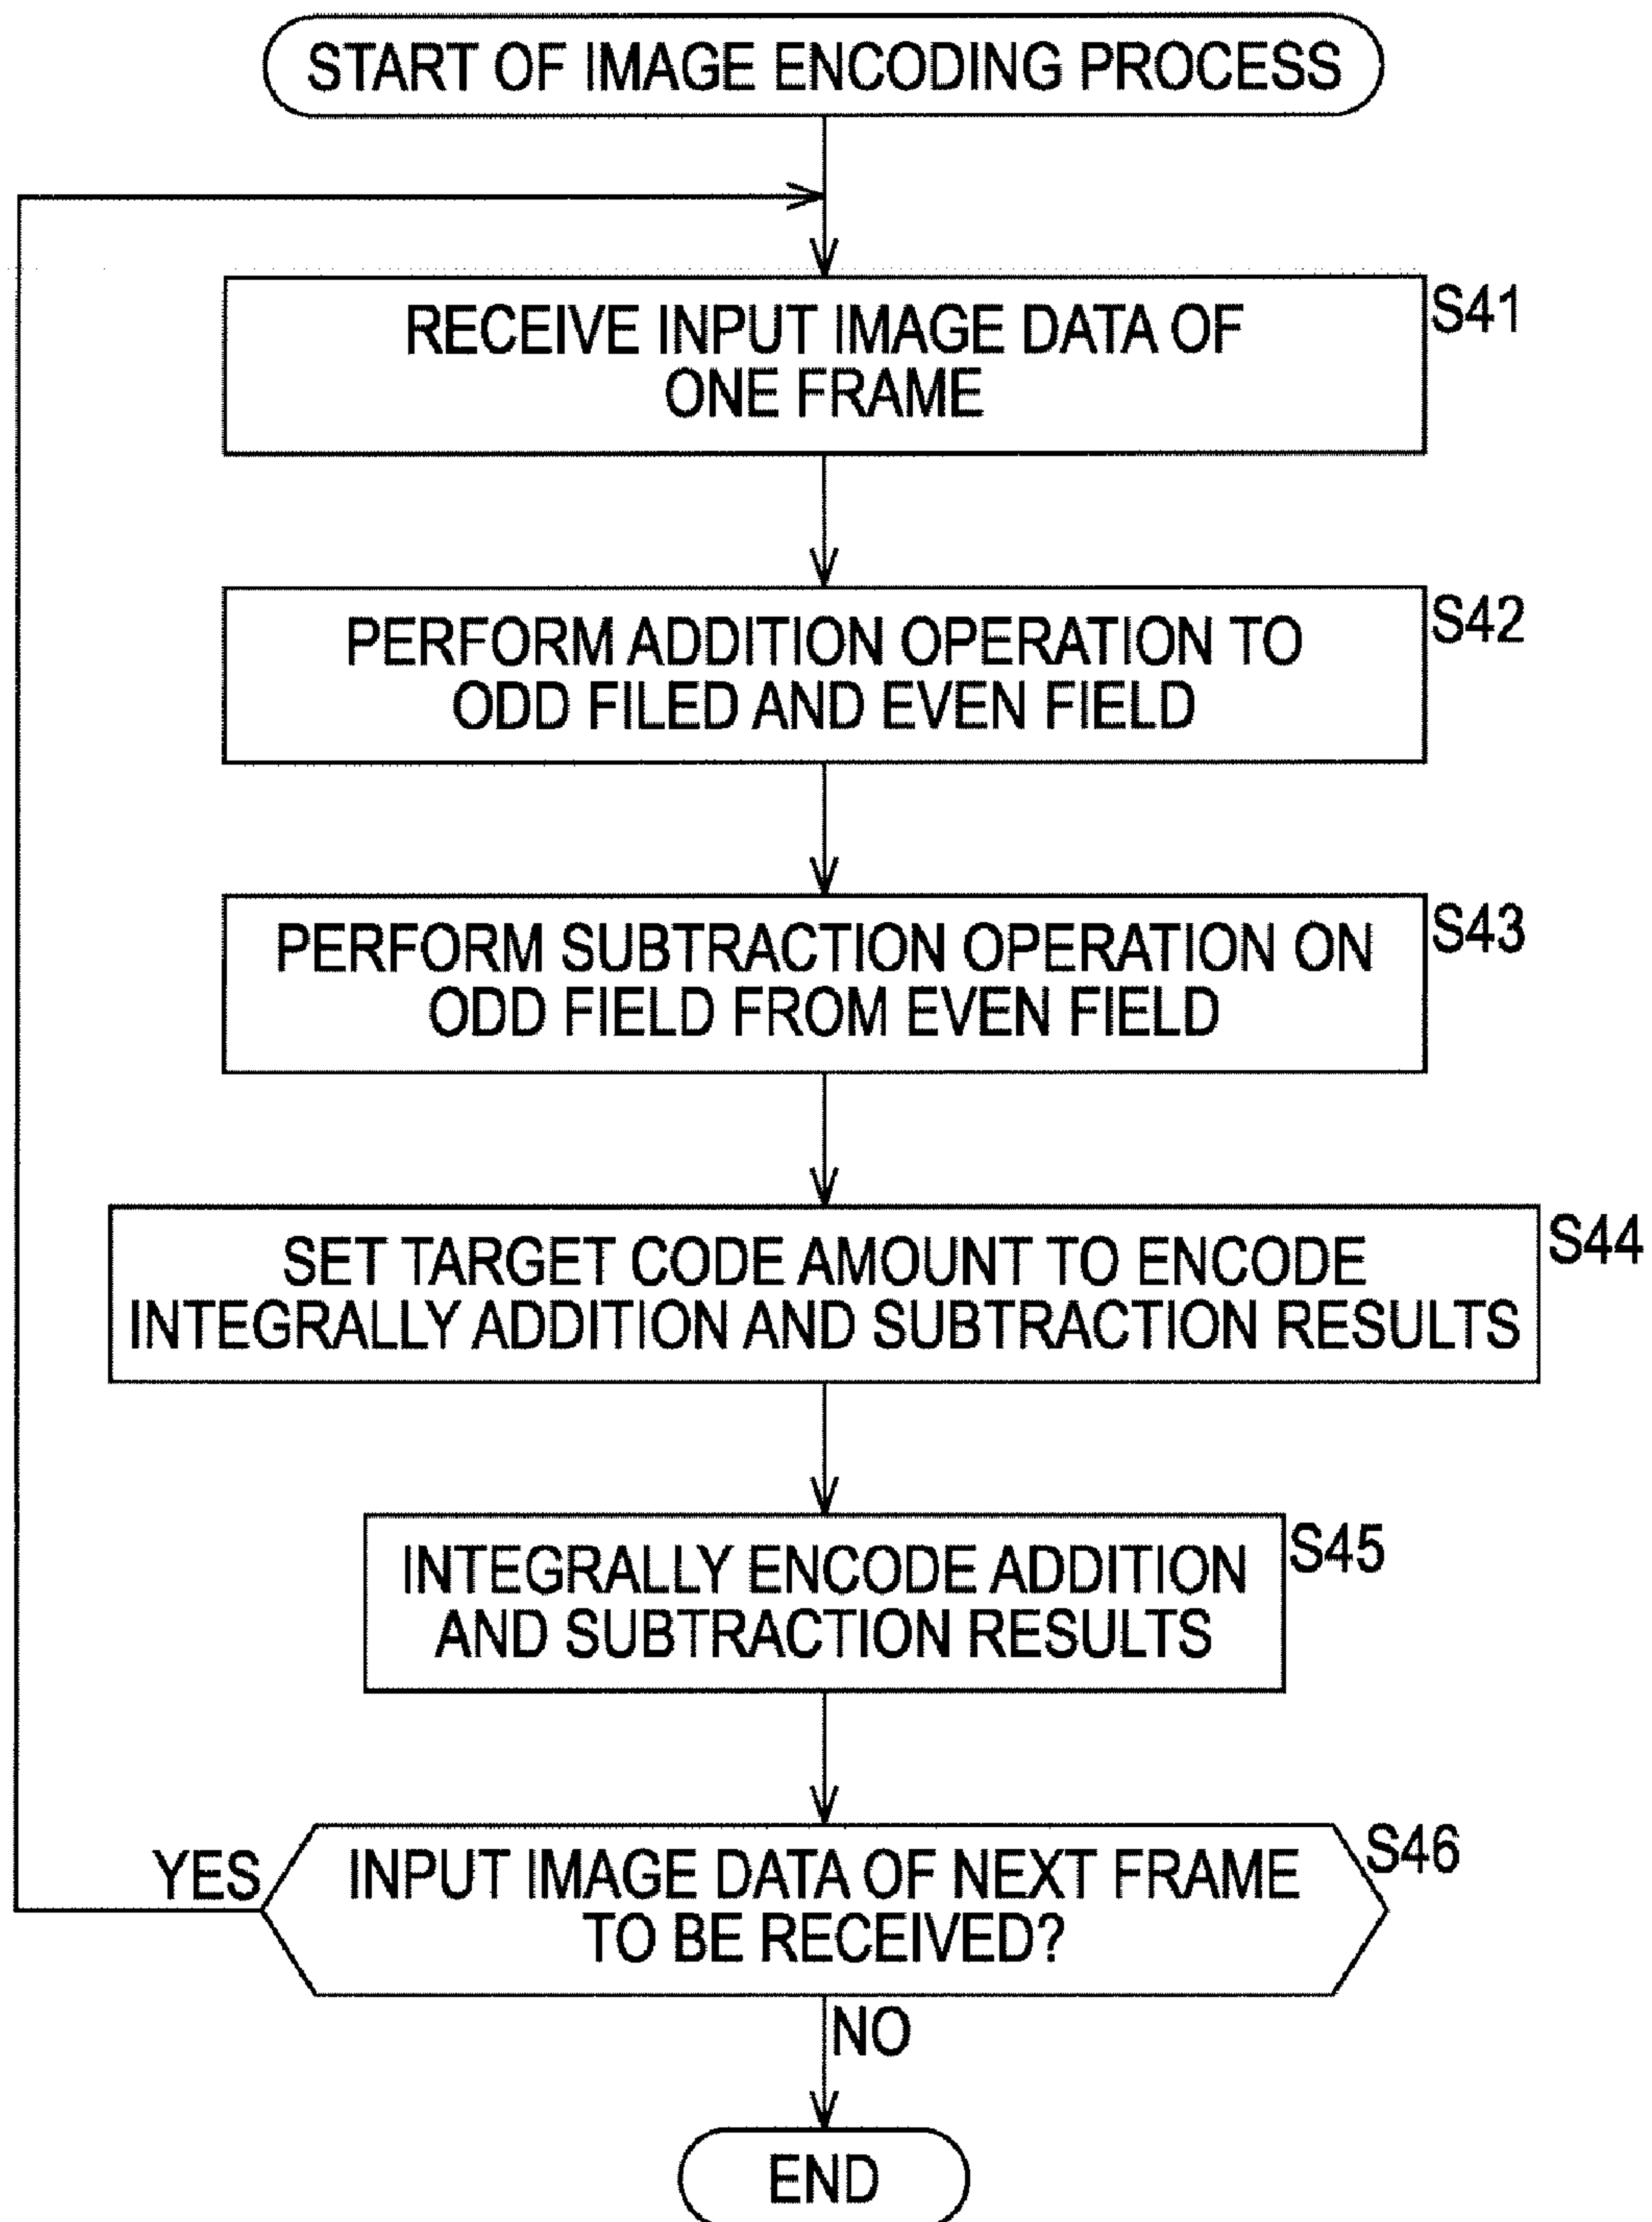 START OF IMAGE ENCODING PROCESS
RECEIVE INPUT IMAGE DATA OF
ONE FRAME
S41
PERFORM ADDITION OPERATION TO
ODD FILED AND EVEN FIELD
S42
PERFORM SUBTRACTION OPERATION ON
ODD FIELD FROM EVEN FIELD
S43
SET TARGET CODE AMOUNT TO ENCODE
INTEGRALLY ADDITION AND SUBTRACTION RESULTS
S44
INTEGRALLY ENCODE ADDITION
AND SUBTRACTION RESULTS
S45
INPUT IMAGE DATA OF NEXT FRAME
TO BE RECEIVED?
S46
YES
NO
END